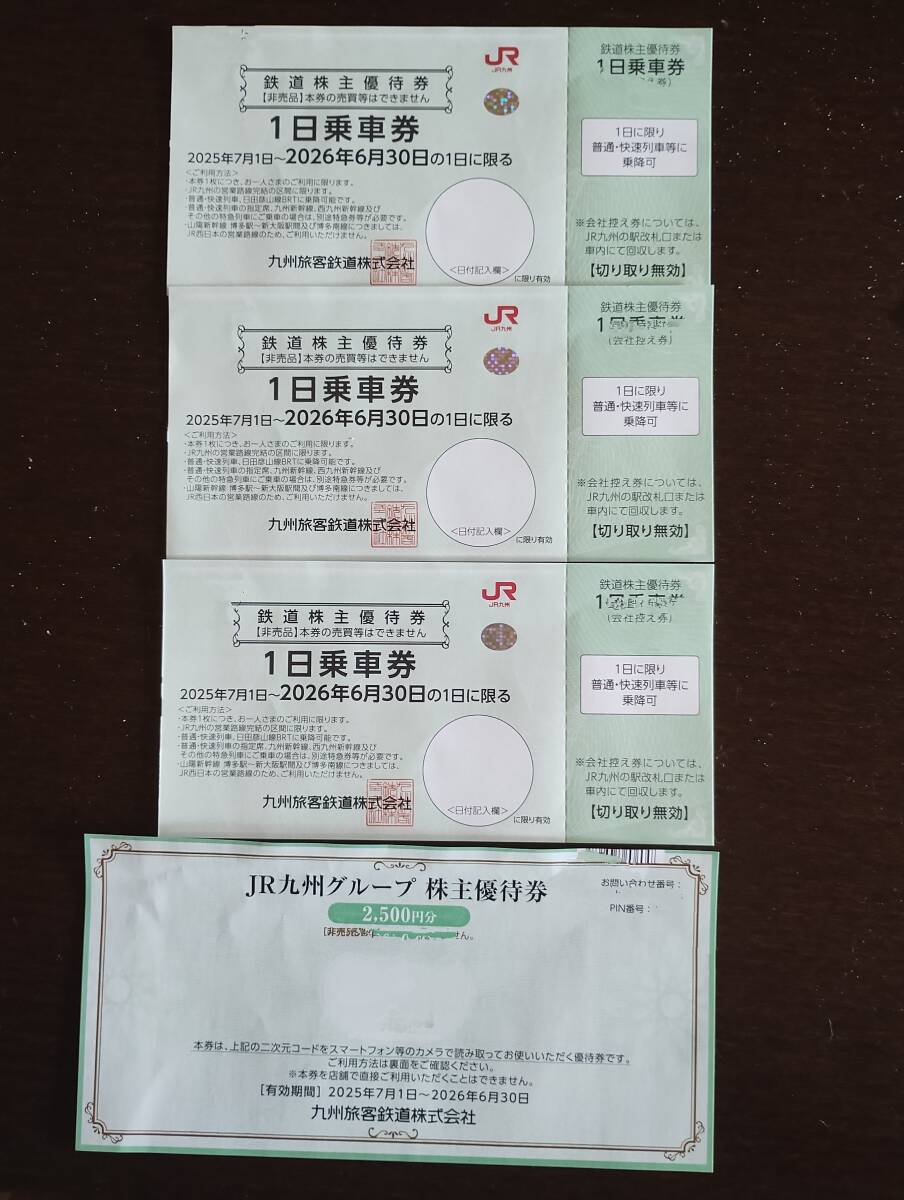 JR
JR九州
鉄道株主優待券
【非売品】本券の売買等はできません
1日乗車券
2025年7月1日〜2026年6月30日の1日に限る
<ご利用方法>
・本券1枚につき、お一人さまのご利用に限ります。
・JR九州の営業路線完結の区間に限ります。
・普通・快速列車、日田彦山線BRTに乗降可能です。
・普通・快速列車の指定席、九州新幹線、西九州新幹線及び
その他の特急列車にご乗車の場合は、別途特急券等が必要です。
・山陽新幹線 博多駅〜新大阪駅間及び博多南線につきましては、
JR西日本の営業路線のため、ご利用いただけません。
九州旅客鉄道株式会社
<日付記入欄>
に限り有効
鉄道株主優待券
1日乗車券
券)
1日に限り
普通・快速列車等に
乗降可
※会社控え券については、
JR九州の駅改札口または
車内にて回収します。
【切り取り無効】
JR
JR九州
鉄道株主優待券
【非売品】本券の売買等はできません
1日乗車券
2025年7月1日〜2026年6月30日の1日に限る
<ご利用方法>
・本券1枚につき、お一人さまのご利用に限ります。
・JR九州の営業路線完結の区間に限ります。
・普通・快速列車、日田彦山線BRTに乗降可能です。
・普通・快速列車の指定席、九州新幹線、西九州新幹線及び
その他の特急列車にご乗車の場合は、別途特急券等が必要です。
・山陽新幹線 博多駅〜新大阪駅間及び博多南線につきましては、
JR西日本の営業路線のため、ご利用いただけません。
九州旅客鉄道株式会社
<日付記入欄>
に限り有効
鉄道株主優待券
(会社控え券)
1日に限り
普通・快速列車等に
乗降可
※会社控え券については、
JR九州の駅改札口または
車内にて回収します。
【切り取り無効】
JR
JR九州
鉄道株主優待券
【非売品】本券の売買等はできません
1日乗車券
2025年7月1日〜2026年6月30日の1日に限る
<ご利用方法>
・本券1枚につき、お一人さまのご利用に限ります。
・JR九州の営業路線完結の区間に限ります。
・普通・快速列車、日田彦山線BRTに乗降可能です。
・普通・快速列車の指定席、九州新幹線、西九州新幹線及び
その他の特急列車にご乗車の場合は、別途特急券等が必要です。
・山陽新幹線 博多駅〜新大阪駅間及び博多南線につきましては、
JR西日本の営業路線のため、ご利用いただけません。
九州旅客鉄道株式会社
<日付記入欄>
に限り有効
鉄道株主優待券
(会社控え券)
1日に限り
普通・快速列車等に
乗降可
※会社控え券については、
JR九州の駅改札口または
車内にて回収します。
【切り取り無効】
JR九州グループ 株主優待券
2,500円分
お問い合わせ番号:
PIN番号:
本券は、上記の二次元コードをスマートフォン等のカメラで読み取ってお使いいただく優待券です。
ご利用方法は裏面をご確認ください。
※本券を店舗で直接ご利用いただくことはできません。
[有効期間] 2025年7月1日〜2026年6月30日
九州旅客鉄道株式会社